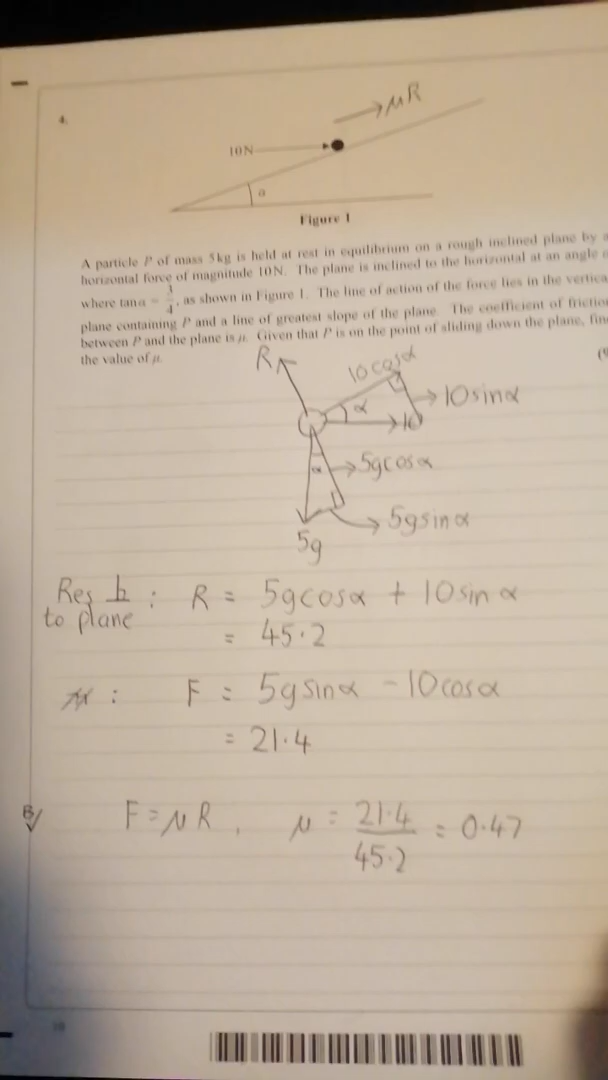 4.
μR
10N
α
Figure 1
A particle P of mass 5 kg is held at rest in equilibrium on a rough inclined plane by a
horizontal force of magnitude 10 N. The plane is inclined to the horizontal at an angle
where tan α = 3/4, as shown in Figure 1. The line of action of the force lies in the
plane containing P and a line of greatest slope of the plane. The coefficient of
between P and the plane is μ. Given that P is on the point of sliding down the plane,
the value of μ.
R
10cosα
10sinα
α
10
α
5gcosα
5gsinα
5g
Res ⊥ : R = 5gcosα + 10sinα
to plane
= 45.2
: F = 5gsinα - 10cosα
= 21.4
F = μR, μ = 21.4/45.2 = 0.47